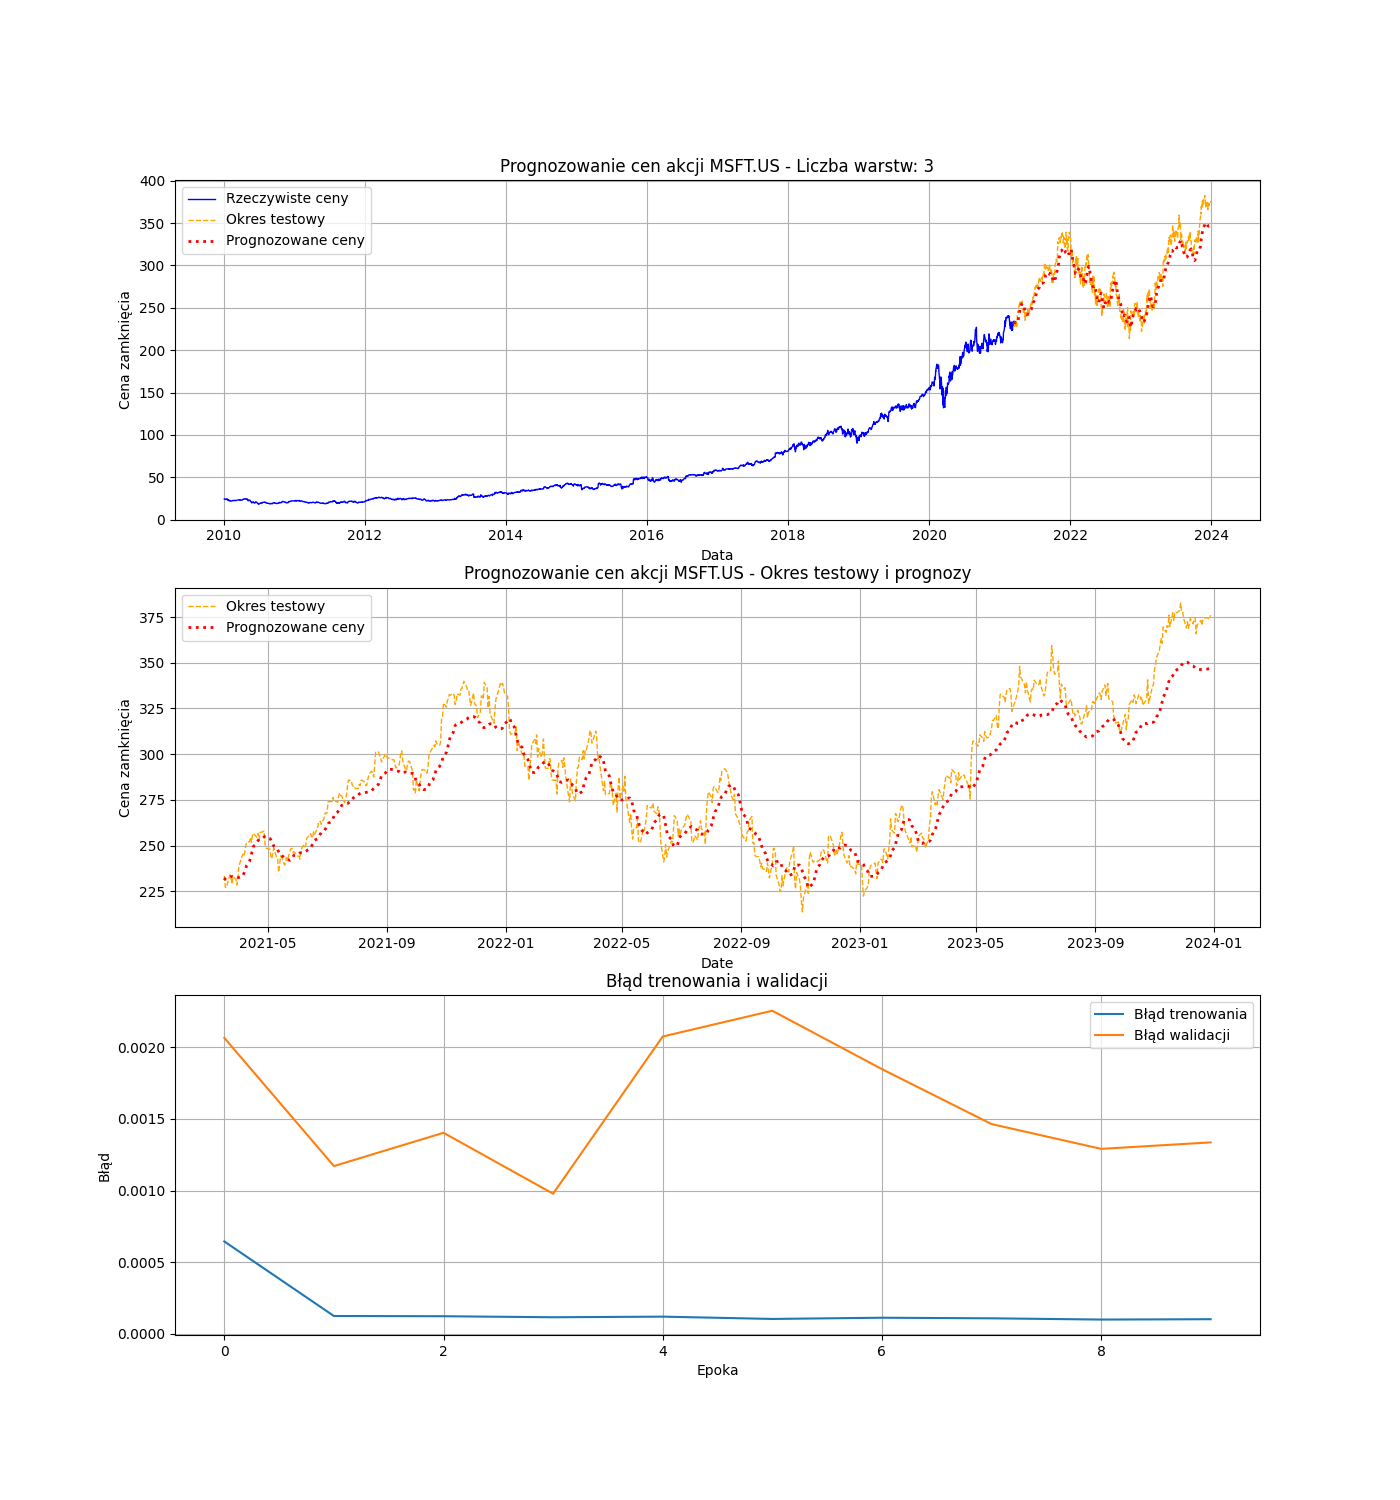 Prognozowanie cen akcji MSFT.US - Liczba warstw: 3
400
350
300
250
200
150
100
50
0
Cena zamknięcia
Rzeczywiste ceny
Okres testowy
Prognozowane ceny
2010 2012 2014 2016 2018 2020 2022 2024
Data
Prognozowanie cen akcji MSFT.US - Okres testowy i prognozy
375
350
325
300
275
250
225
Cena zamknięcia
Okres testowy
Prognozowane ceny
2021-05 2021-09 2022-01 2022-05 2022-09 2023-01 2023-05 2023-09 2024-01
Date
Błąd trenowania i walidacji
0.0020
0.0015
0.0010
0.0005
0.0000
Błąd
Błąd trenowania
Błąd walidacji
0 2 4 6 8
Epoka